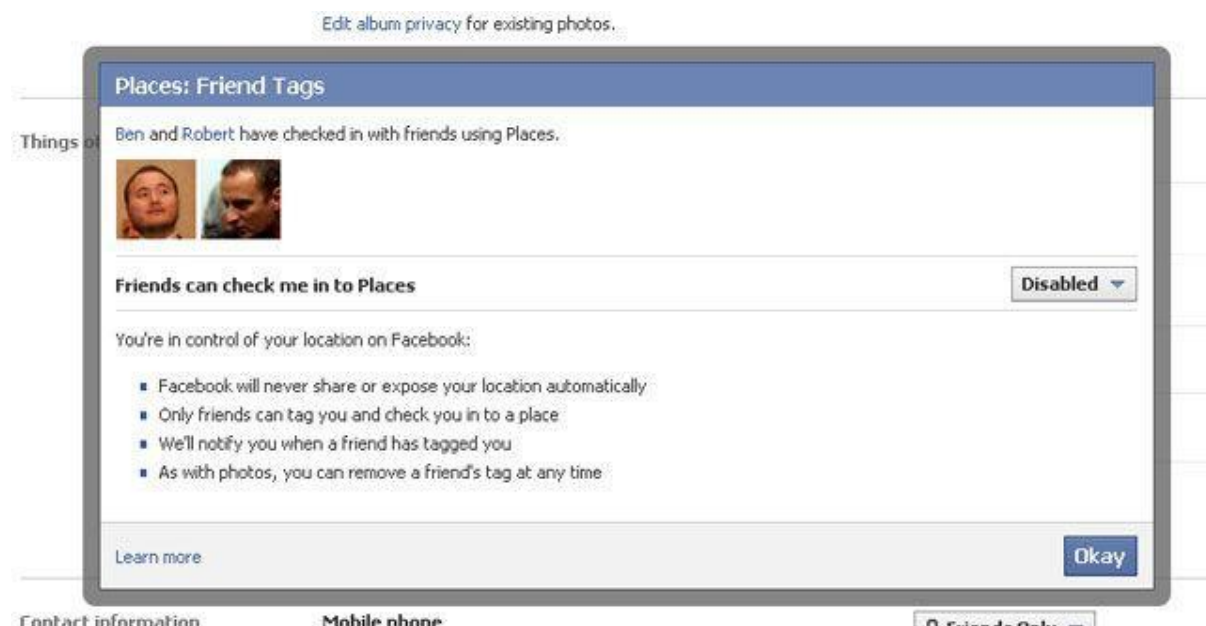 Edit album privacy for existing photos.
Places: Friend Tags
Things
Ben and Robert have checked in with friends using Places.
Friends can check me in to Places
Disabled
You're in control of your location on Facebook:
Facebook will never share or expose your location automatically
Only friends can tag you and check you in to a place
We'll notify you when a friend has tagged you
As with photos, you can remove a friend's tag at any time
Learn more
Okay
Contact information
Mobile phone
Friends Only